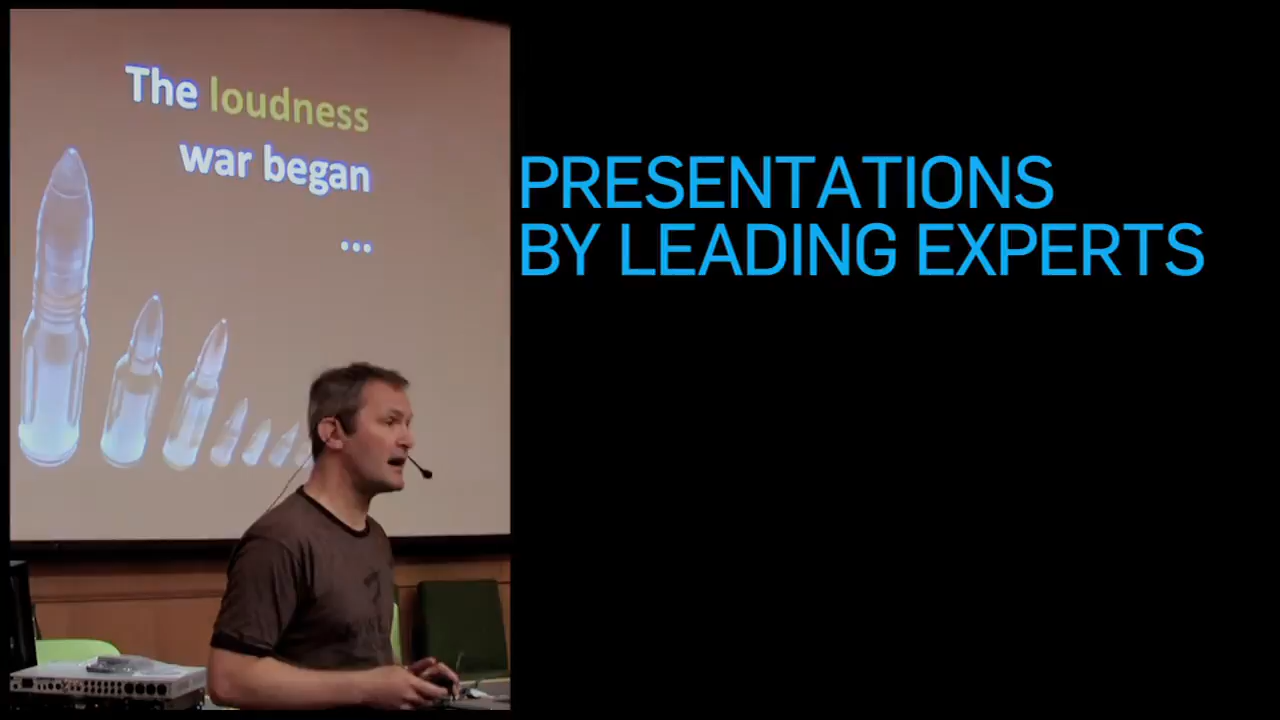 The loudness
war began
...
PRESENTATIONS
BY LEADING EXPERTS